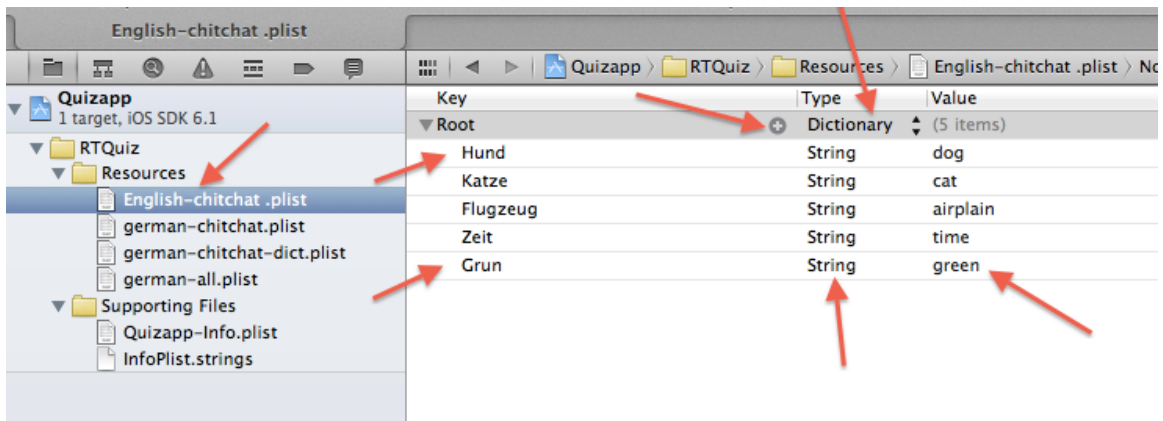 English-chitchat .plist
Quizapp
1 target, iOS SDK 6.1
RTQuiz
Resources
English-chitchat .plist
german-chitchat.plist
german-chitchat-dict.plist
german-all.plist
Supporting Files
Quizapp-Info.plist
InfoPlist.strings
Quizapp RTQuiz Resources English-chitchat .plist No
Key Type Value
Root Dictionary (5 items)
Hund String dog
Katze String cat
Flugzeug String airplain
Zeit String time
Grun String green